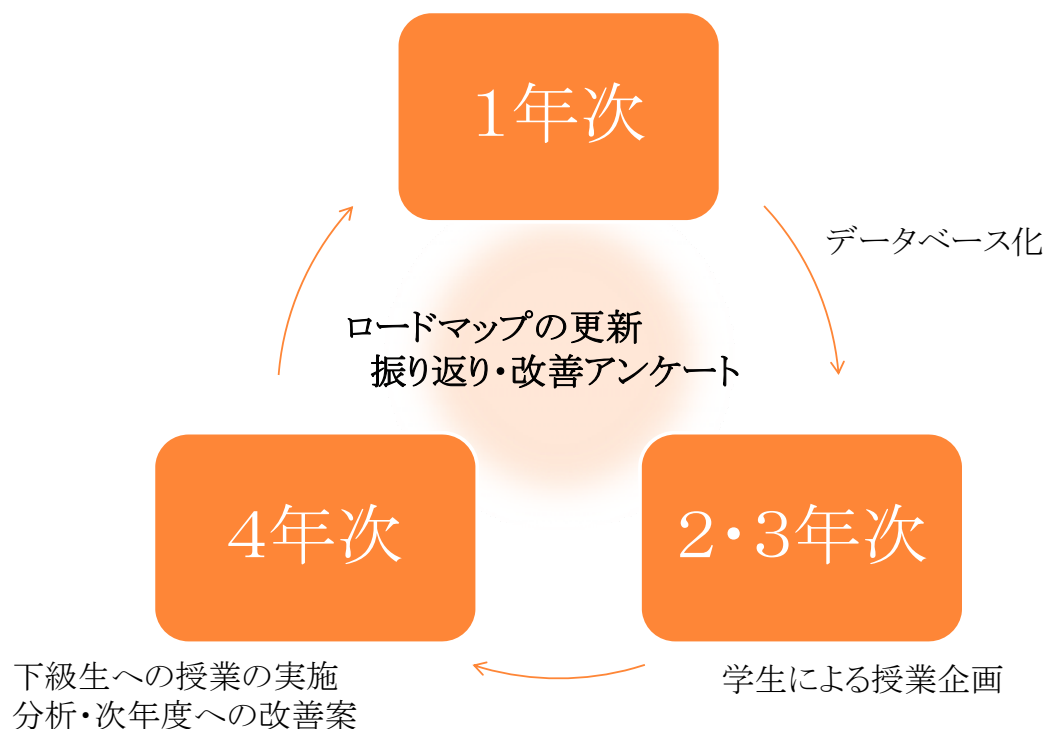 １年次
データベース化
ロードマップの更新
振り返り・改善アンケート
４年次
２・３年次
下級生への授業の実施
分析・次年度への改善案
学生による授業企画